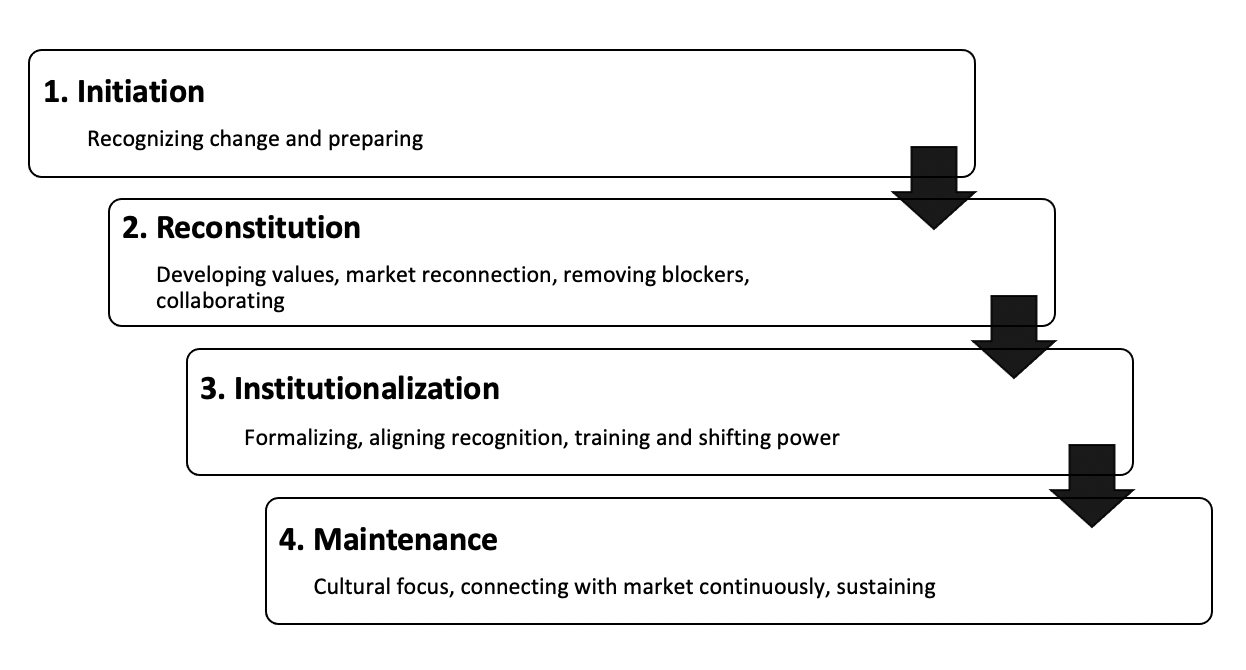 1. Initiation
Recognizing change and preparing
2. Reconstitution
Developing values, market reconnection, removing blockers,
collaborating
3. Institutionalization
Formalizing, aligning recognition, training and shifting power
4. Maintenance
Cultural focus, connecting with market continuously, sustaining